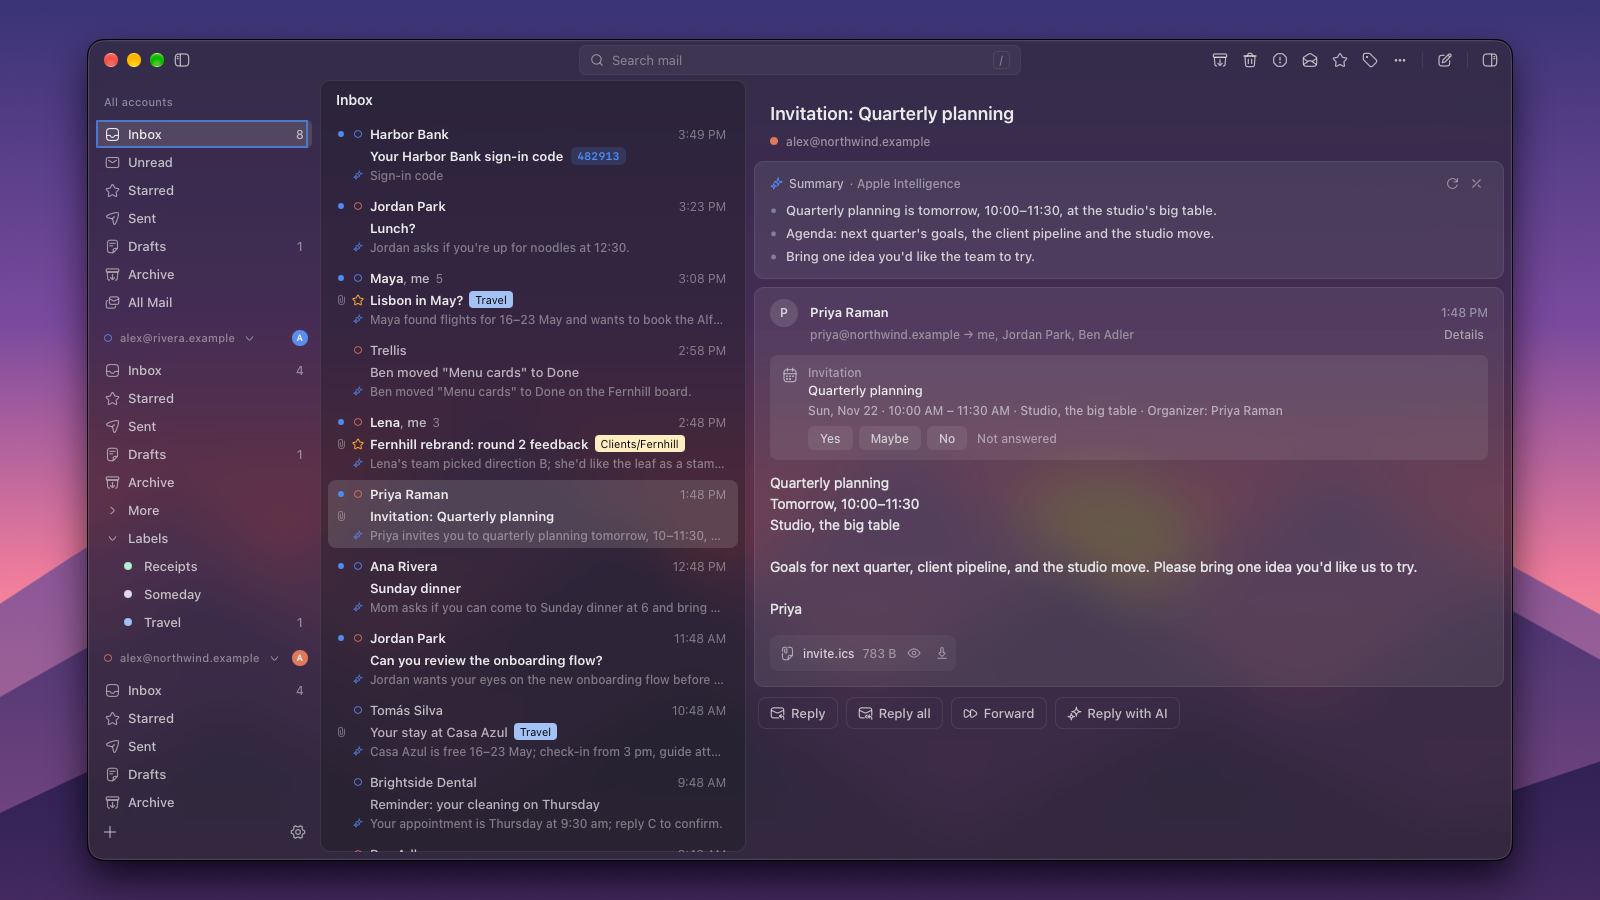 Search mail /
All accounts
Inbox 8
Unread
Starred
Sent
Drafts 1
Archive
All Mail
alex@rivera.example A
Inbox 4
Starred
Sent
Drafts 1
Archive
More
Labels
Receipts
Someday
Travel 1
alex@northwind.example A
Inbox 4
Starred
Sent
Drafts
Archive
Inbox
Harbor Bank 3:49 PM
Your Harbor Bank sign-in code 482913
Sign-in code
Jordan Park 3:23 PM
Lunch?
Jordan asks if you're up for noodles at 12:30.
Maya, me 5 3:08 PM
Lisbon in May? Travel
Maya found flights for 16–23 May and wants to book the Alf…
Trellis 2:58 PM
Ben moved "Menu cards" to Done
Ben moved "Menu cards" to Done on the Fernhill board.
Lena, me 3 2:48 PM
Fernhill rebrand: round 2 feedback Clients/Fernhill
Lena's team picked direction B; she'd like the leaf as a stam…
Priya Raman 1:48 PM
Invitation: Quarterly planning
Priya invites you to quarterly planning tomorrow, 10–11:30, …
Ana Rivera 12:48 PM
Sunday dinner
Mom asks if you can come to Sunday dinner at 6 and bring …
Jordan Park 11:48 AM
Can you review the onboarding flow?
Jordan wants your eyes on the new onboarding flow before …
Tomás Silva 10:48 AM
Your stay at Casa Azul Travel
Casa Azul is free 16–23 May; check-in from 3 pm, guide att…
Brightside Dental 9:48 AM
Reminder: your cleaning on Thursday
Your appointment is Thursday at 9:30 am; reply C to confirm.
Invitation: Quarterly planning
alex@northwind.example
Summary · Apple Intelligence
• Quarterly planning is tomorrow, 10:00–11:30, at the studio's big table.
• Agenda: next quarter's goals, the client pipeline and the studio move.
• Bring one idea you'd like the team to try.
P Priya Raman 1:48 PM
priya@northwind.example → me, Jordan Park, Ben Adler Details
Invitation
Quarterly planning
Sun, Nov 22 · 10:00 AM – 11:30 AM · Studio, the big table · Organizer: Priya Raman
Yes Maybe No Not answered
Quarterly planning
Tomorrow, 10:00–11:30
Studio, the big table
Goals for next quarter, client pipeline, and the studio move. Please bring one idea you'd like us to try.
Priya
invite.ics 783 B
Reply Reply all Forward Reply with AI